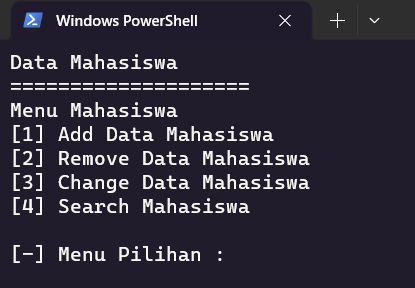 Windows PowerShell
Data Mahasiswa
====================
Menu Mahasiswa
[1] Add Data Mahasiswa
[2] Remove Data Mahasiswa
[3] Change Data Mahasiswa
[4] Search Mahasiswa
[-] Menu Pilihan :